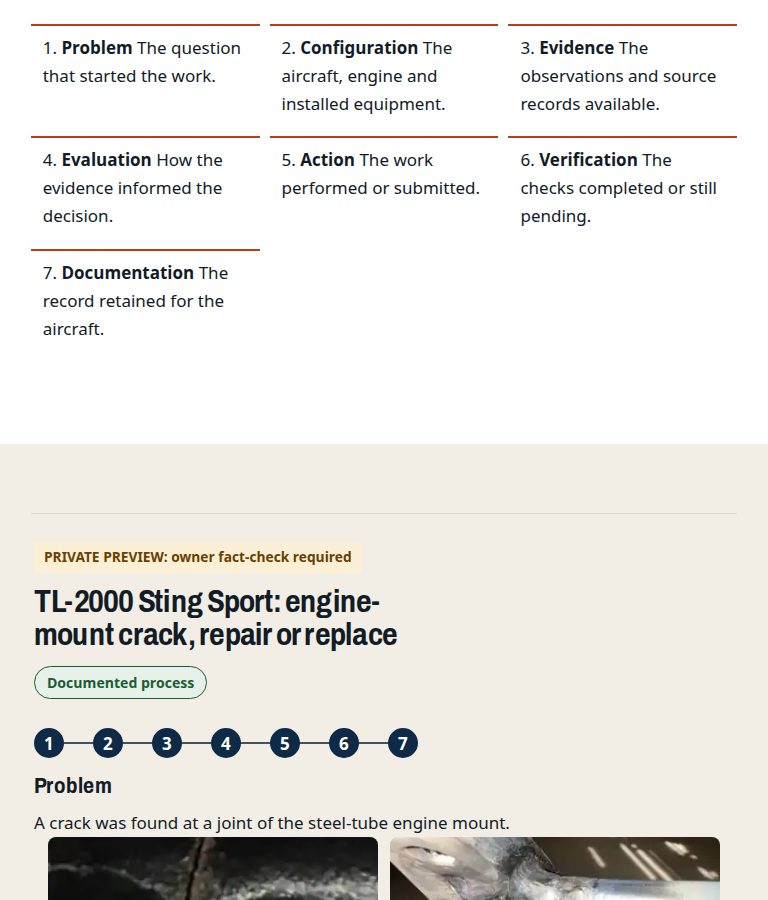 1. Problem The question
that started the work.
2. Configuration The
aircraft, engine and
installed equipment.
3. Evidence The
observations and source
records available.
4. Evaluation How the
evidence informed the
decision.
5. Action The work
performed or submitted.
6. Verification The
checks completed or still
pending.
7. Documentation The
record retained for the
aircraft.
PRIVATE PREVIEW: owner fact-check required
TL-2000 Sting Sport: engine-
mount crack, repair or replace
Documented process
1 2 3 4 5 6 7
Problem
A crack was found at a joint of the steel-tube engine mount.